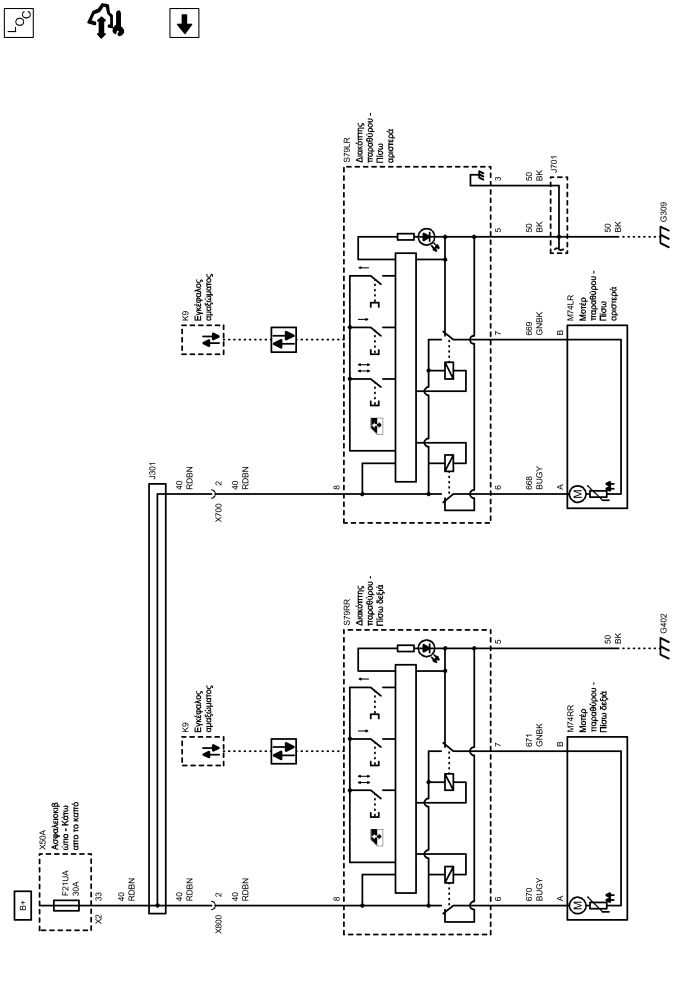 LOC
B+
X50A
Ασφαλειοκιβ
ώτιο - Κάτω
από το καπό
F21UA
30A
X2
33
40
RDBN
J301
40
RDBN
40
RDBN
X800
2
X700
2
40
RDBN
40
RDBN
K9
Εγκέφαλος
αμαξώματος
K9
Εγκέφαλος
αμαξώματος
8
8
S79RR
Διακόπτης
παραθύρου -
Πίσω δεξιά
S79LR
Διακόπτης
παραθύρου -
Πίσω
αριστερά
6
7
5
6
7
5
3
670
BUGY
671
GNBK
668
BUGY
669
GNBK
50
BK
50
BK
J701
A
B
A
B
M74RR
Μοτέρ
παραθύρου -
Πίσω δεξιά
M74LR
Μοτέρ
παραθύρου -
Πίσω
αριστερά
M
M
50
BK
50
BK
G402
G309